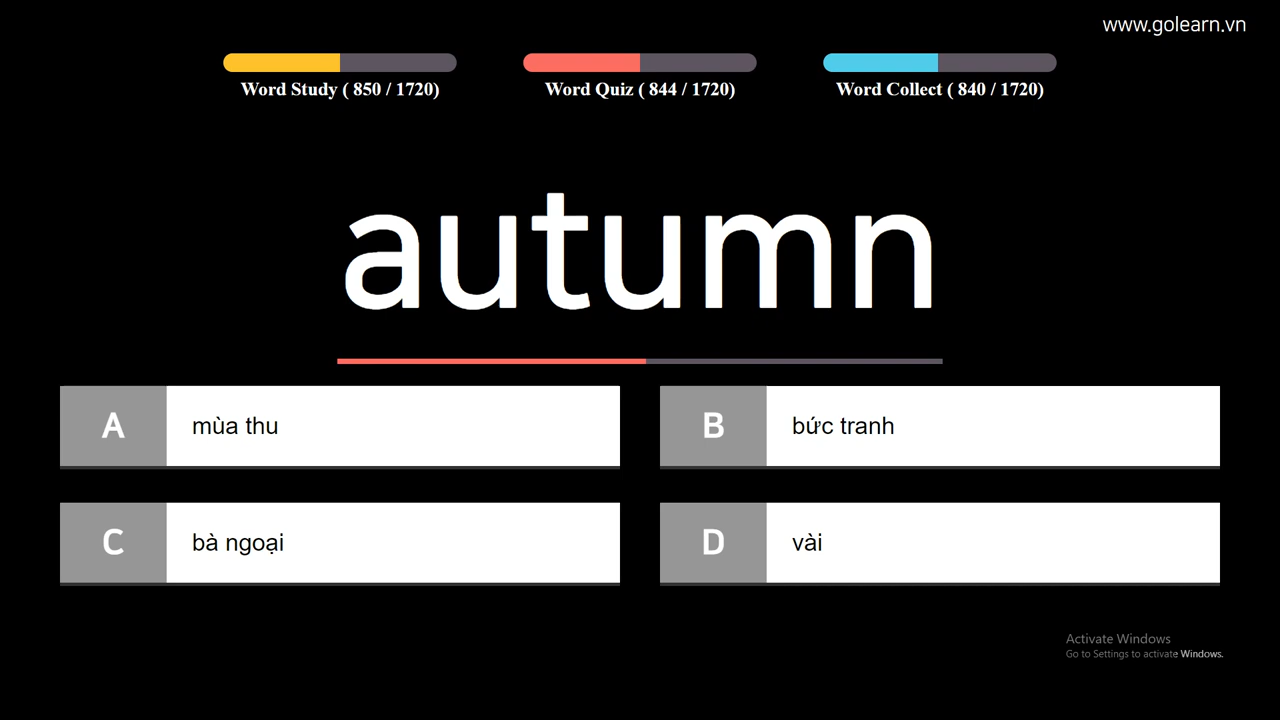 www.golearn.vn
Word Study ( 850 / 1720)
Word Quiz ( 844 / 1720)
Word Collect ( 840 / 1720)
autumn
A mùa thu
B bức tranh
C bà ngoại
D vài
Activate Windows
Go to Settings to activate Windows.